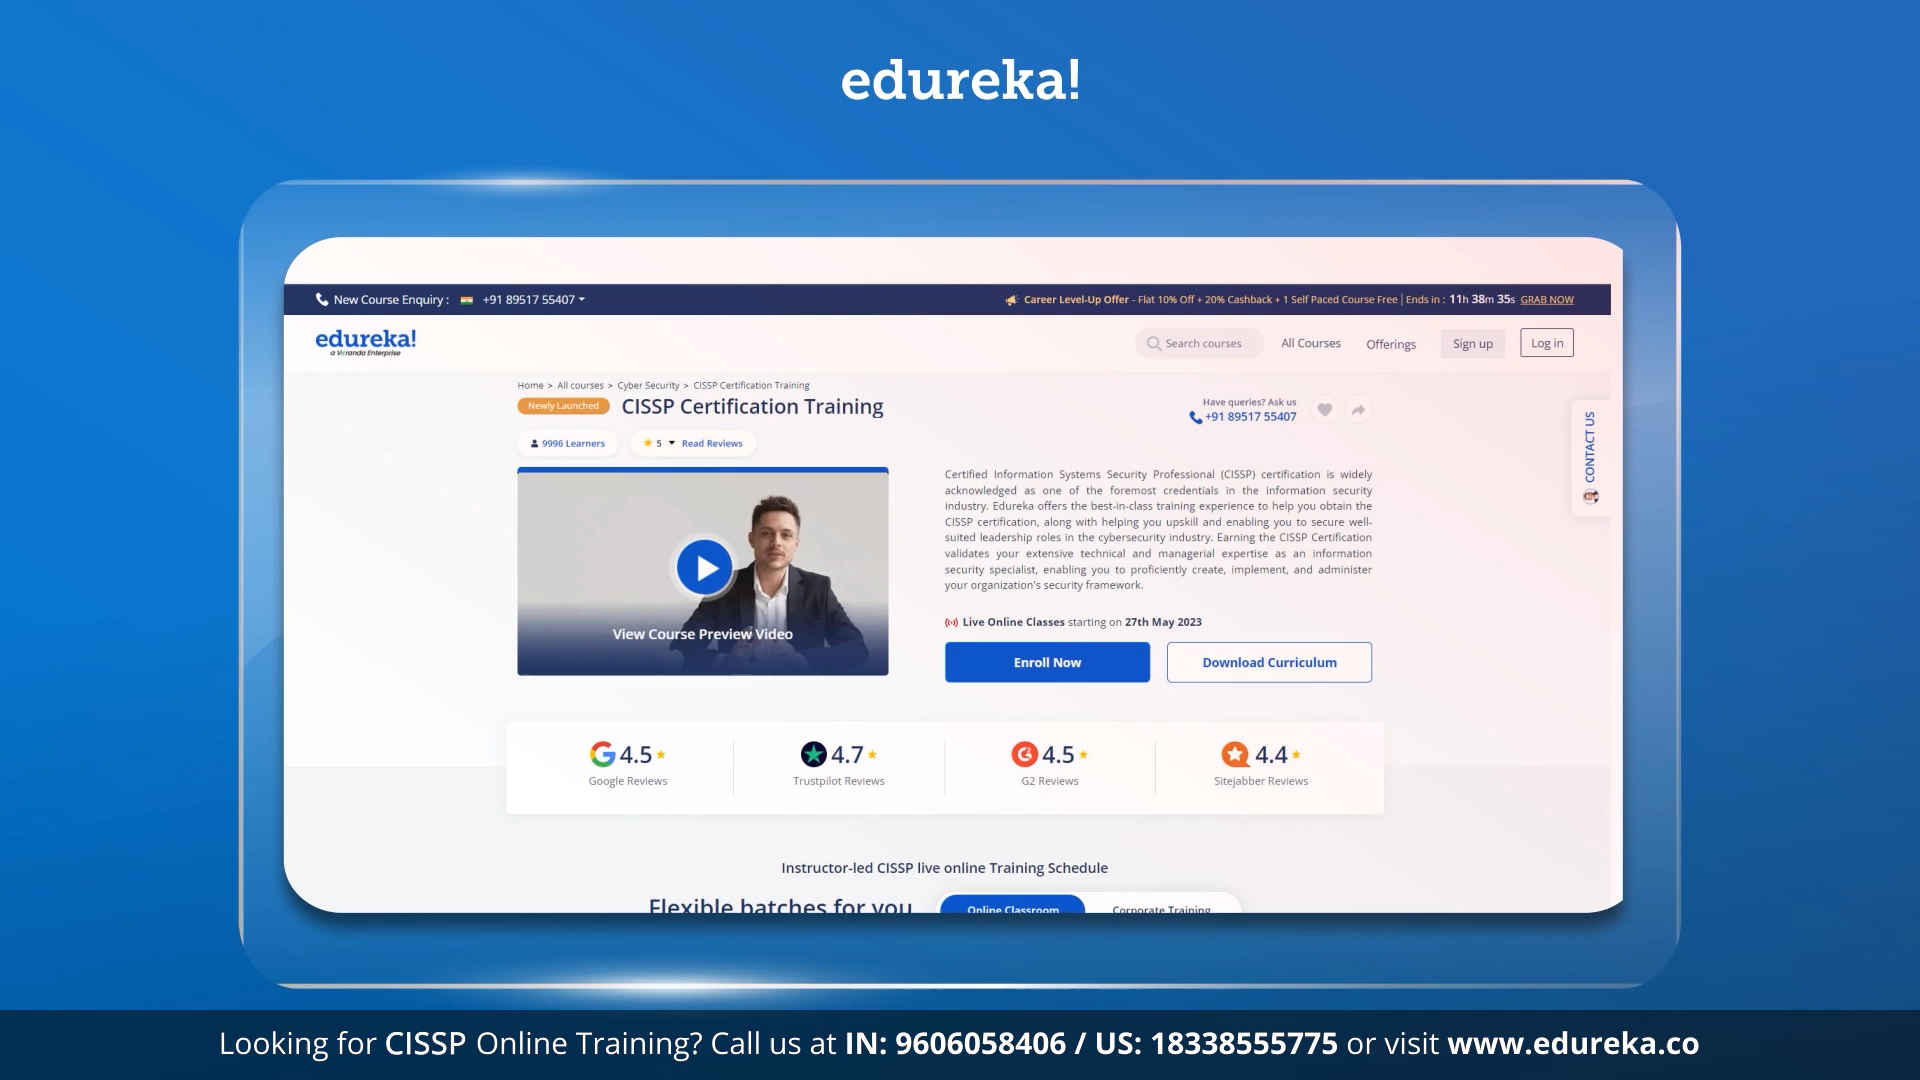 edureka!
New Course Enquiry : +91 89517 55407
Career Level-Up Offer - Flat 10% Off + 20% Cashback + 1 Self Paced Course Free | Ends in : 11h 38m 35s GRAB NOW
edureka!
a Veranda Enterprise
Search courses
All Courses
Offerings
Sign up
Log in
Home > All courses > Cyber Security > CISSP Certification Training
Newly Launched
CISSP Certification Training
Have queries? Ask us
+91 89517 55407
CONTACT US
9996 Learners
5
Read Reviews
View Course Preview Video
Certified Information Systems Security Professional (CISSP) certification is widely
acknowledged as one of the foremost credentials in the information security
industry. Edureka offers the best-in-class training experience to help you obtain the
CISSP certification, along with helping you upskill and enabling you to secure well-
suited leadership roles in the cybersecurity industry. Earning the CISSP Certification
validates your extensive technical and managerial expertise as an information
security specialist, enabling you to proficiently create, implement, and administer
your organization's security framework.
Live Online Classes starting on 27th May 2023
Enroll Now
Download Curriculum
4.5
Google Reviews
4.7
Trustpilot Reviews
4.5
G2 Reviews
4.4
Sitejabber Reviews
Instructor-led CISSP live online Training Schedule
Flexible batches for you
Online Classroom
Corporate Training
Looking for CISSP Online Training? Call us at IN: 9606058406 / US: 18338555775 or visit www.edureka.co